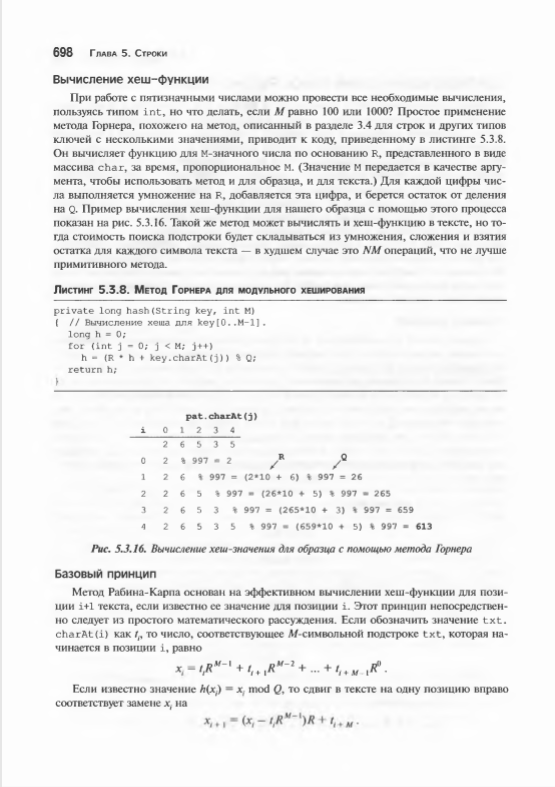 698 Глава 5. Строки
Вычисление хеш-функции
При работе с пятизначными числами можно провести все необходимые вычисления,
пользуясь типом int, но что делать, если M равно 100 или 1000? Простое применение
метода Горнера, похожего на метод, описанный в разделе 3.4 для строк и других типов
ключей с несколькими значениями, приводит к коду, приведенному в листинге 5.3.8.
Он вычисляет функцию для M-значного числа по основанию R, представленного в виде
массива char, за время, пропорциональное M. (Значение M передается в качестве аргу-
мента, чтобы использовать метод и для образца, и для текста.) Для каждой цифры чис-
ла выполняется умножение на R, добавляется эта цифра, и берется остаток от деления
на Q. Пример вычисления хеш-функции для нашего образца с помощью этого процесса
показан на рис. 5.3.16. Такой же метод может вычислять и хеш-функцию в тексте, но то-
гда стоимость поиска подстроки будет складываться из умножения, сложения и взятия
остатка для каждого символа текста — в худшем случае это NM операций, что не лучше
примитивного метода.
Листинг 5.3.8. Метод Горнера для модульного хеширования
private long hash(String key, int M)
{ // Вычисление хеша для key[0..M-1].
long h = 0;
for (int j = 0; j < M; j++)
h = (R * h + key.charAt(j)) % Q;
return h;
}
pat.charAt(j)
i 0 1 2 3 4
2 6 5 3 5
0 2 % 997 = 2 R Q
1 2 6 % 997 = (2*10 + 6) % 997 = 26
2 2 6 5 % 997 = (26*10 + 5) % 997 = 265
3 2 6 5 3 % 997 = (265*10 + 3) % 997 = 659
4 2 6 5 3 5 % 997 = (659*10 + 5) % 997 = 613
Рис. 5.3.16. Вычисление хеш-значения для образца с помощью метода Горнера
Базовый принцип
Метод Рабина-Карпа основан на эффективном вычислении хеш-функции для пози-
ции i+1 текста, если известно ее значение для позиции i. Этот принцип непосредствен-
но следует из простого математического рассуждения. Если обозначить значение txt.
charAt(i) как tᵢ, то число, соответствующее M-символьной подстроке txt, которая на-
чинается в позиции i, равно
xᵢ = tᵢRᴹ⁻¹ + tᵢ₊₁Rᴹ⁻² + ... + tᵢ₊M₋₁R⁰ .
Если известно значение h(xᵢ) = xᵢ mod Q, то сдвиг в тексте на одну позицию вправо
соответствует замене xᵢ на
xᵢ₊₁ = (xᵢ – tᵢRᴹ⁻¹)R + tᵢ₊M .